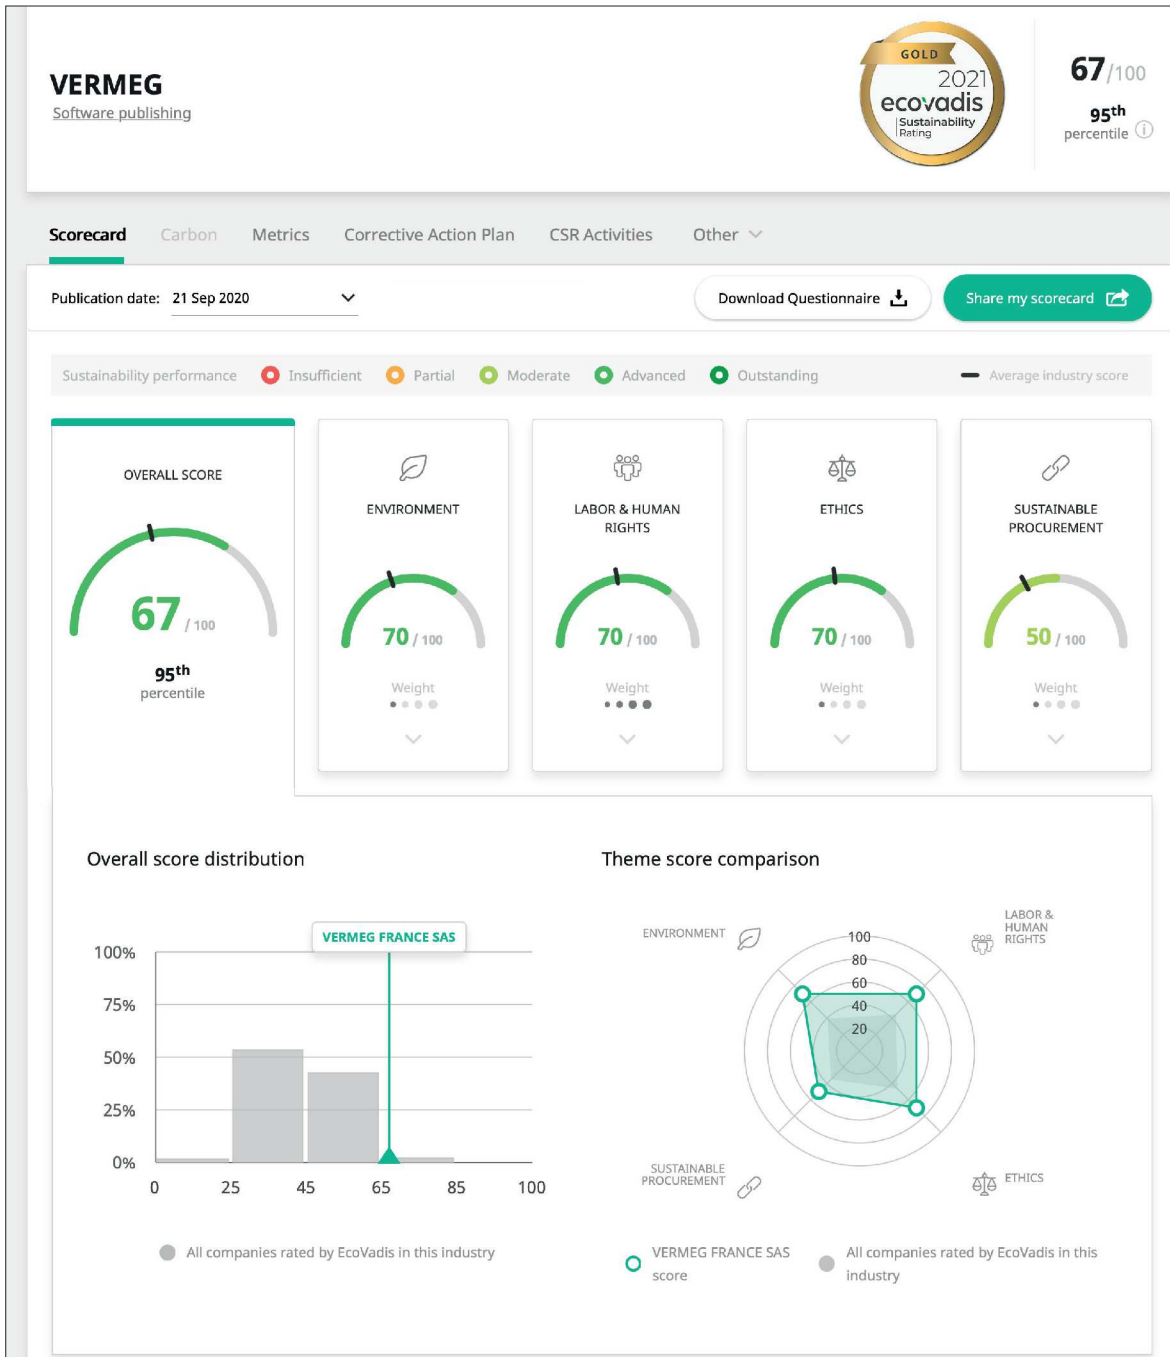 VERMEG
Software publishing
GOLD
2021
ecovadis
Sustainability
Rating
67/100
95th
percentile
Scorecard
Carbon
Metrics
Corrective Action Plan
CSR Activities
Other
Publication date: 21 Sep 2020
Download Questionnaire
Share my scorecard
Sustainability performance
Insufficient
Partial
Moderate
Advanced
Outstanding
Average industry score
OVERALL SCORE
67 / 100
95th
percentile
ENVIRONMENT
70 / 100
Weight
LABOR & HUMAN
RIGHTS
70 / 100
Weight
ETHICS
70 / 100
Weight
SUSTAINABLE
PROCUREMENT
50 / 100
Weight
Overall score distribution
VERMEG FRANCE SAS
100%
75%
50%
25%
0%
0 25 45 65 85 100
All companies rated by EcoVadis in this industry
Theme score comparison
ENVIRONMENT
LABOR &
HUMAN
RIGHTS
100
80
60
40
20
SUSTAINABLE
PROCUREMENT
ETHICS
VERMEG FRANCE SAS
score
All companies rated by EcoVadis in this
industry